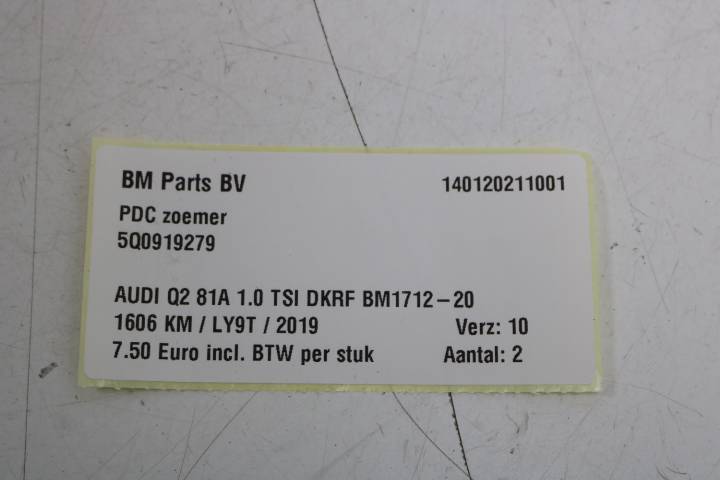 BM Parts BV 140120211001
PDC zoemer
5Q0919279
AUDI Q2 81A 1.0 TSI DKRF BM1712-20
1606 KM / LY9T / 2019 Verz: 10
7.50 Euro incl. BTW per stuk Aantal: 2